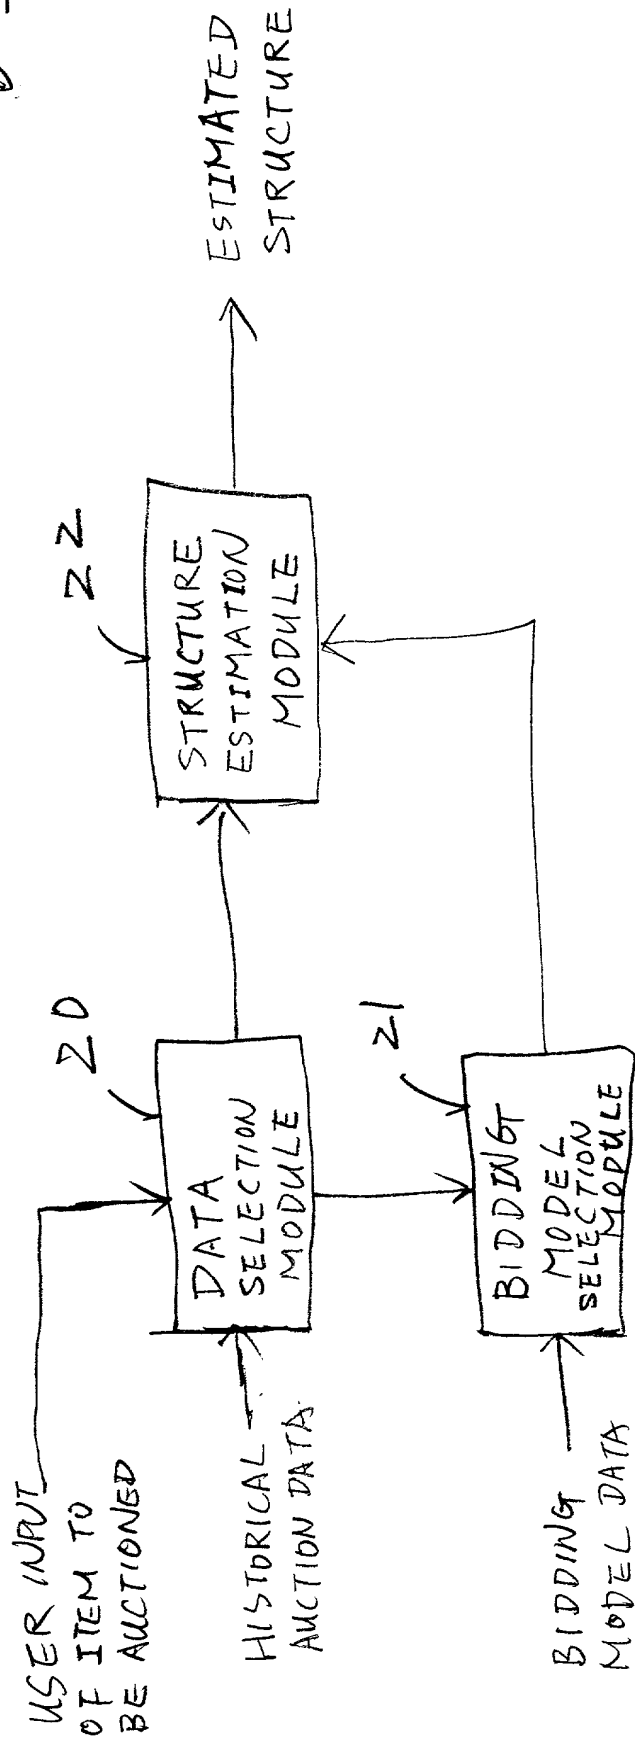 USER INPUT
OF ITEM TO
BE AUCTIONED
HISTORICAL
AUCTION DATA
BIDDING
MODEL DATA
20
DATA
SELECTION
MODULE
21
BIDDING
MODEL
SELECTION
MODULE
22
STRUCTURE
ESTIMATION
MODULE
ESTIMATED
STRUCTURE